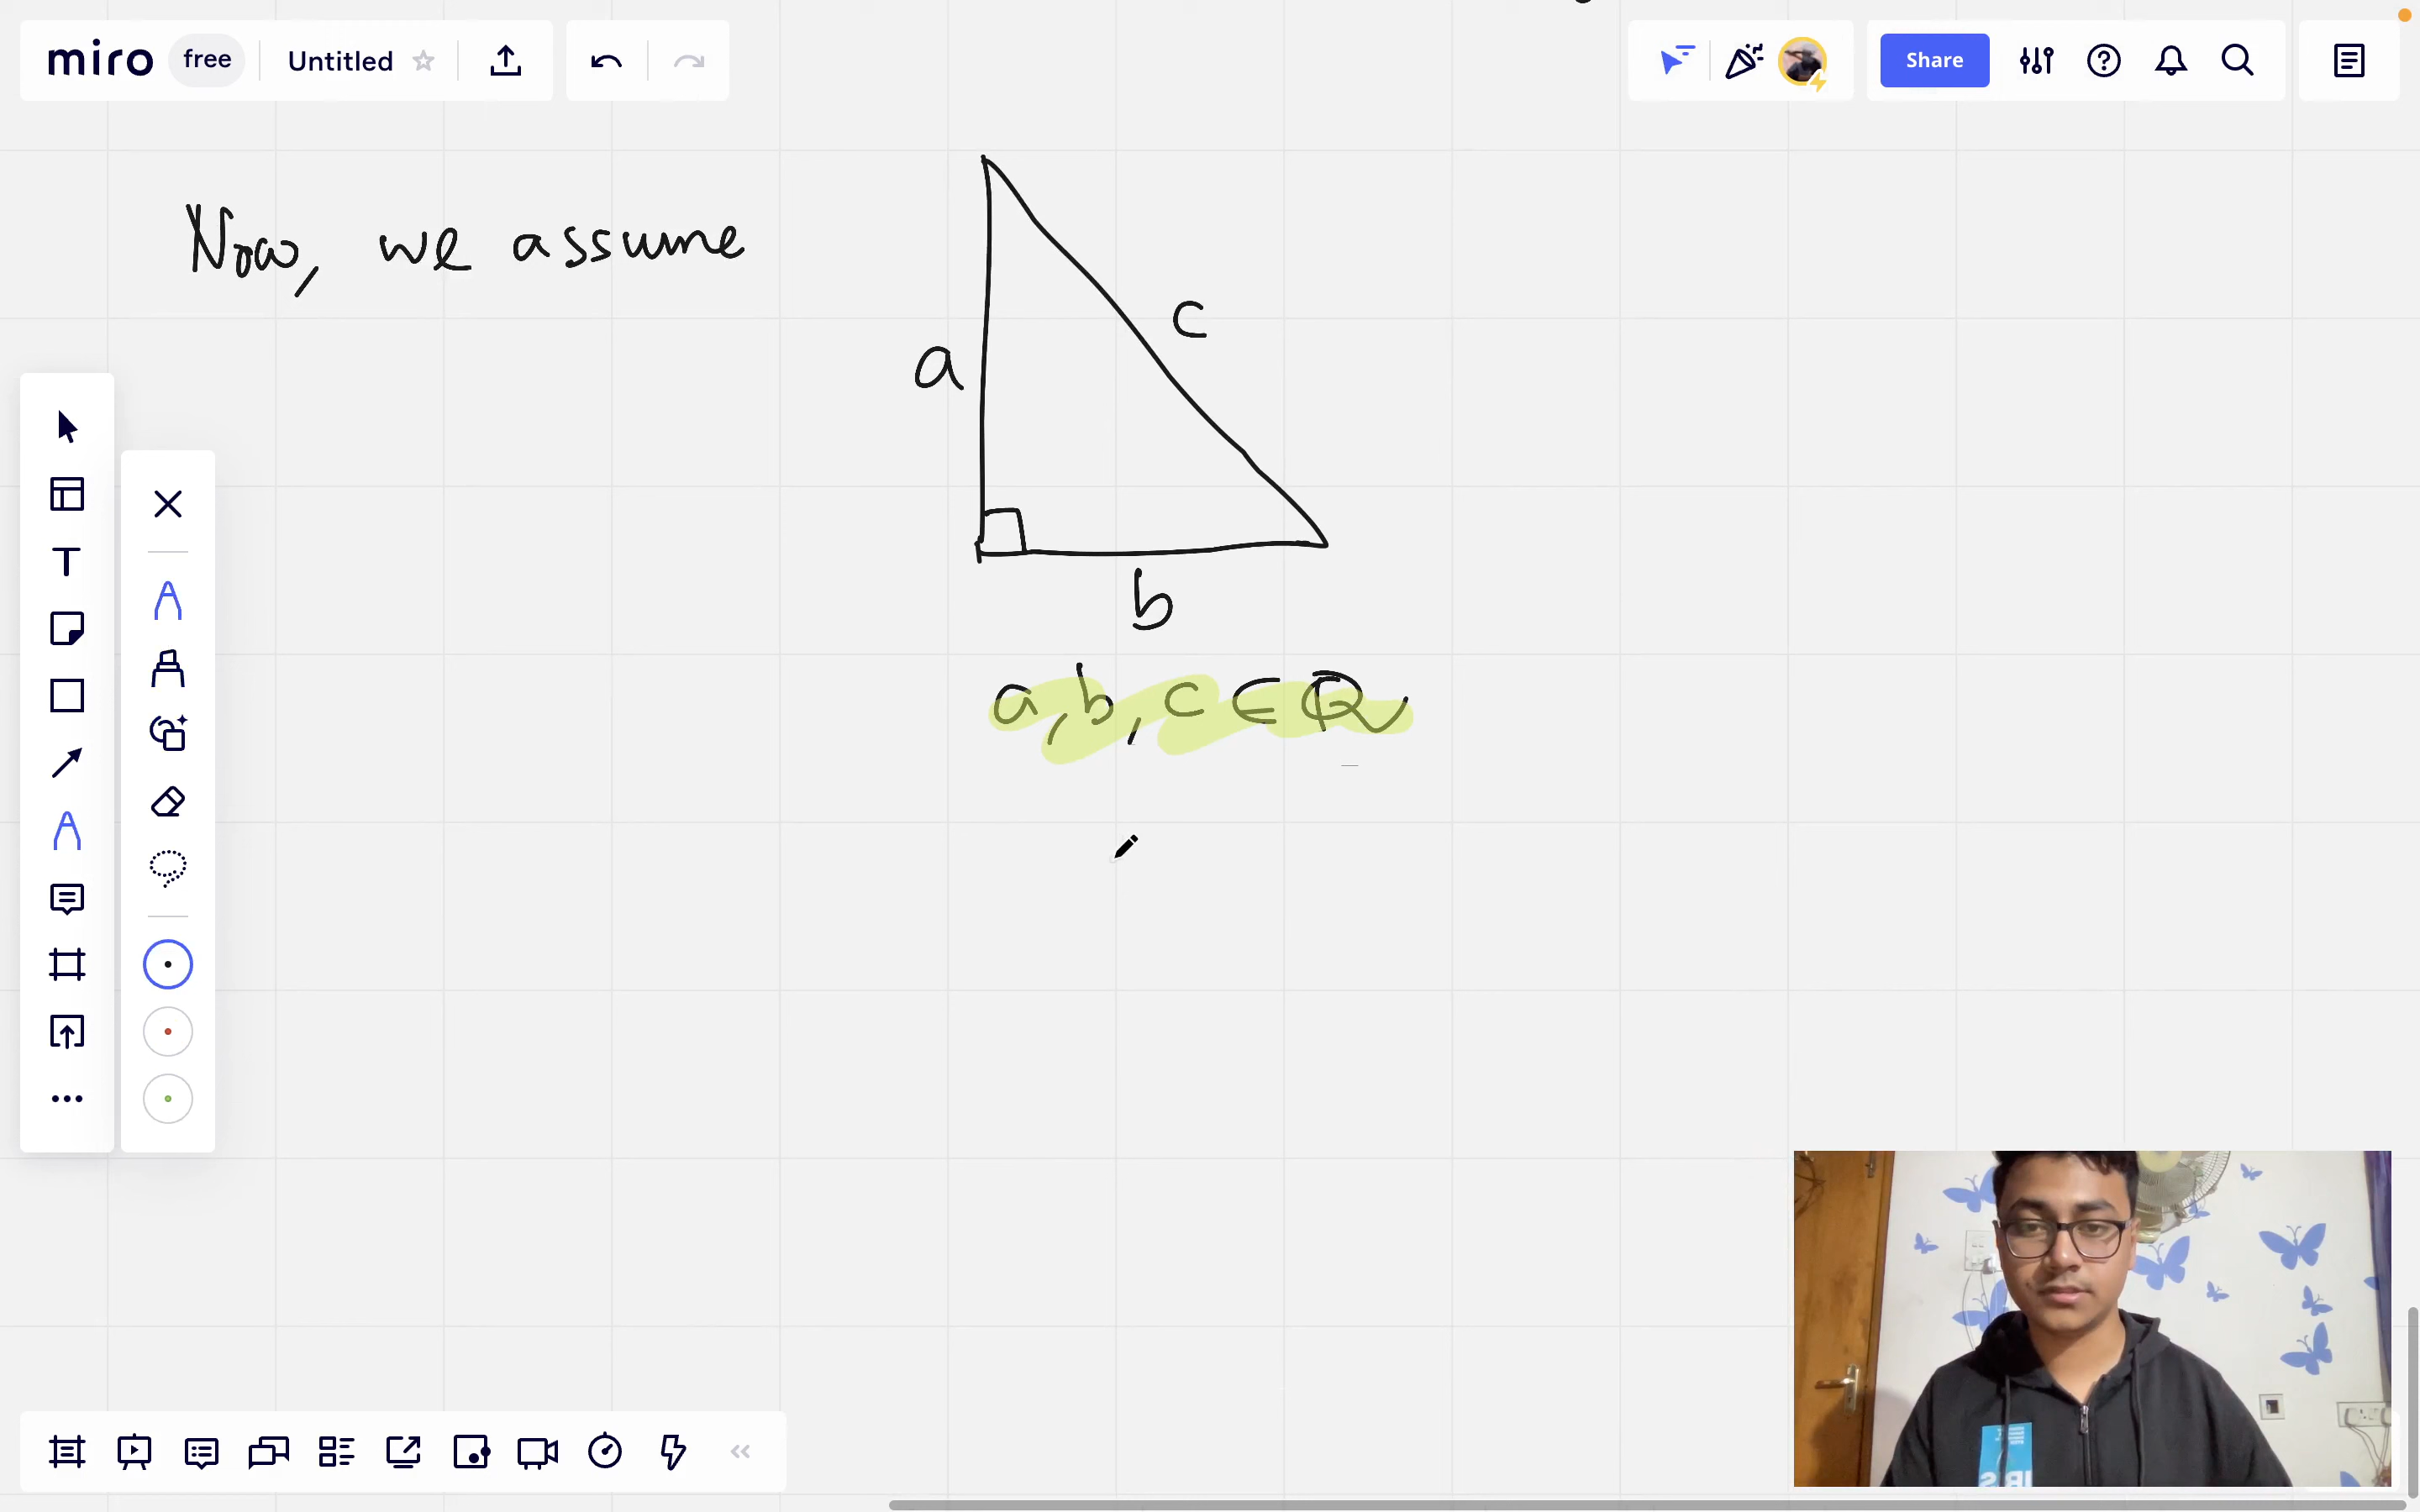 miro free Untitled
Share
Now, we assume
c
a
b
a, b, c ∈ ℚ